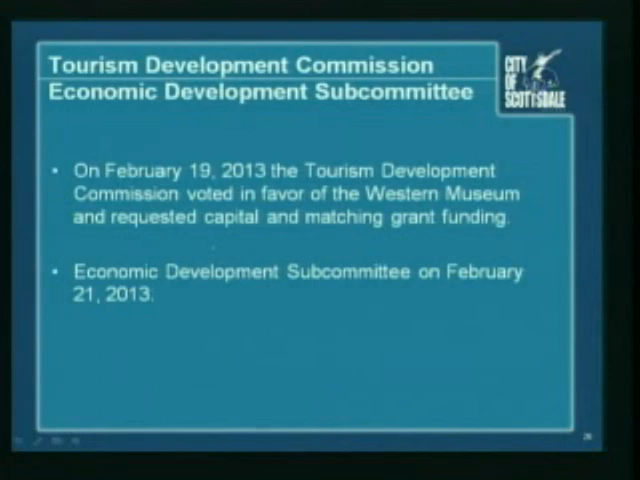 Tourism Development Commission
Economic Development Subcommittee
CITY
OF
SCOTTSDALE
• On February 19, 2013 the Tourism Development
Commission voted in favor of the Western Museum
and requested capital and matching grant funding.
• Economic Development Subcommittee on February
21, 2013.